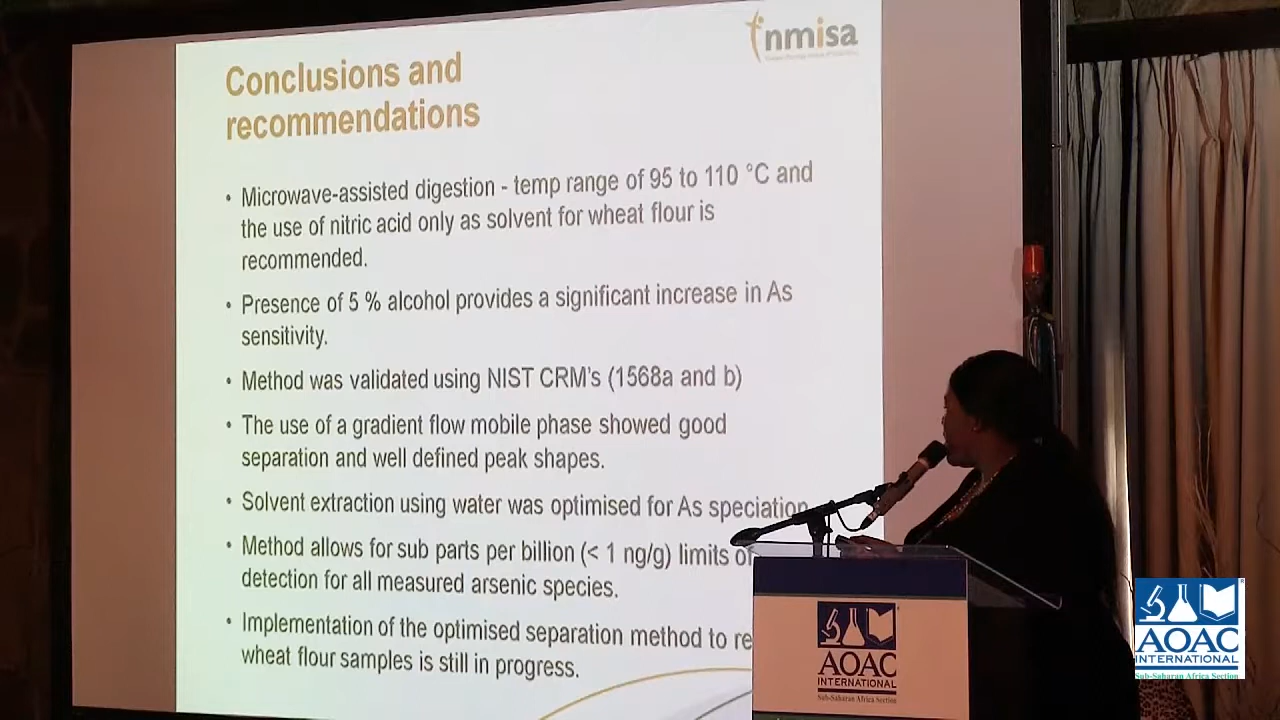 nmisa
Conclusions and
recommendations
• Microwave-assisted digestion - temp range of 95 to 110 °C and
the use of nitric acid only as solvent for wheat flour is
recommended.
• Presence of 5 % alcohol provides a significant increase in As
sensitivity.
• Method was validated using NIST CRM's (1568a and b)
• The use of a gradient flow mobile phase showed good
separation and well defined peak shapes.
• Solvent extraction using water was optimised for As speciation
• Method allows for sub parts per billion (< 1 ng/g) limits of
detection for all measured arsenic species.
• Implementation of the optimised separation method to re
wheat flour samples is still in progress.
AOAC
INTERNATIONAL
Sub-Saharan Africa Section
AOAC
INTERNATIONAL
Sub-Saharan Africa Section